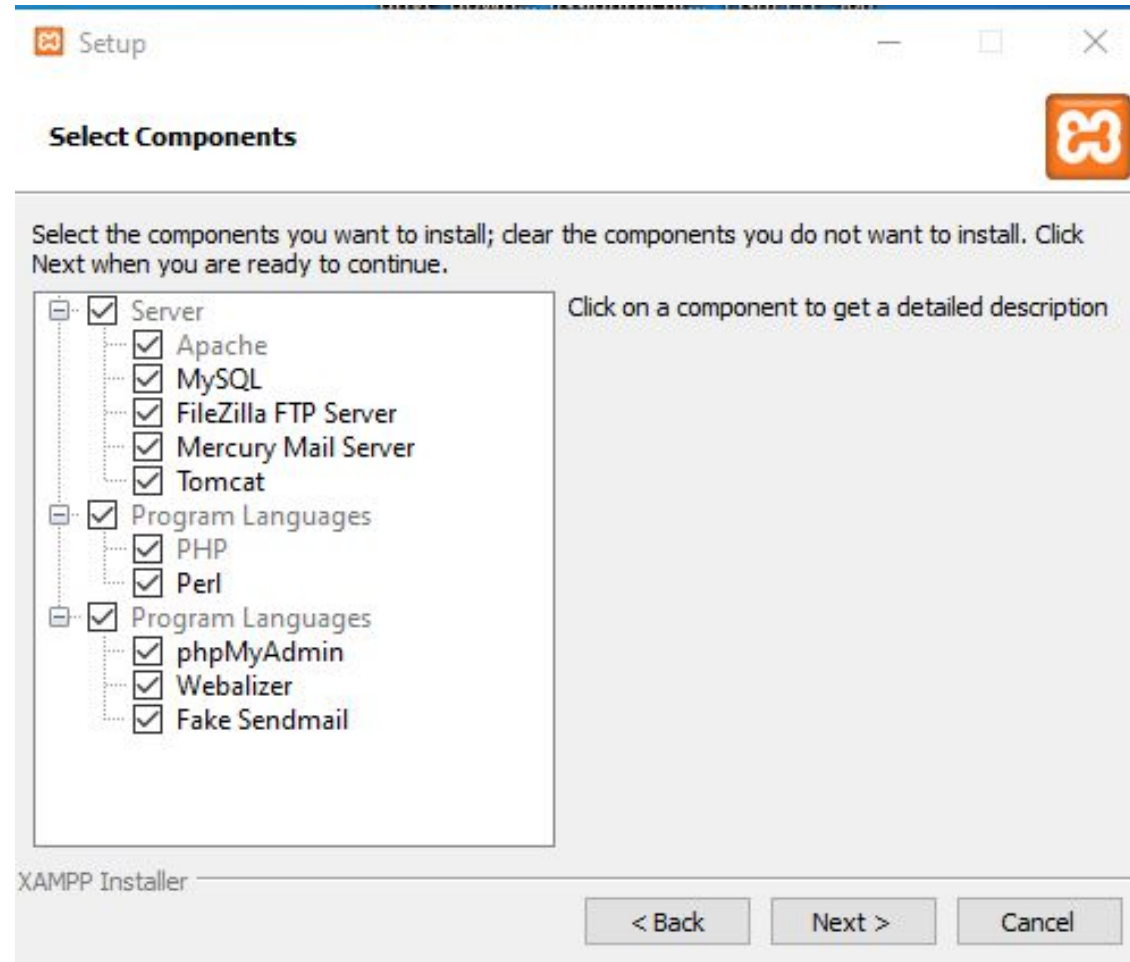 Setup
Select Components
Select the components you want to install; clear the components you do not want to install. Click
Next when you are ready to continue.
Server
Apache
MySQL
FileZilla FTP Server
Mercury Mail Server
Tomcat
Program Languages
PHP
Perl
Program Languages
phpMyAdmin
Webalizer
Fake Sendmail
Click on a component to get a detailed description
XAMPP Installer
< Back
Next >
Cancel